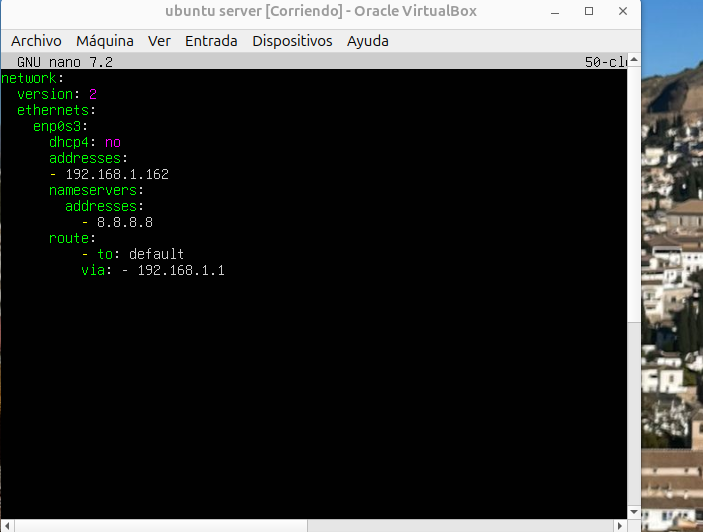 ubuntu server [Corriendo] - Oracle VirtualBox
Archivo Máquina Ver Entrada Dispositivos Ayuda
GNU nano 7.2 50-clo
network:
  version: 2
  ethernets:
    enp0s3:
      dhcp4: no
      addresses:
      - 192.168.1.162
      nameservers:
        addresses:
          - 8.8.8.8
      route:
          - to: default
          via: - 192.168.1.1